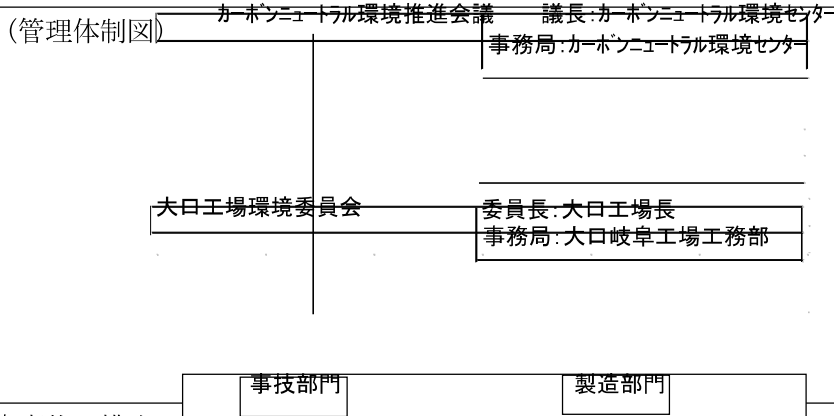 カーボンニュートラル環境推進会議 議長:カーボンニュートラル環境センター
(管理体制図)
事務局:カーボンニュートラル環境センター
大口工場環境委員会 委員長:大口工場長
事務局:大口岐阜工場工務部
事技部門 製造部門